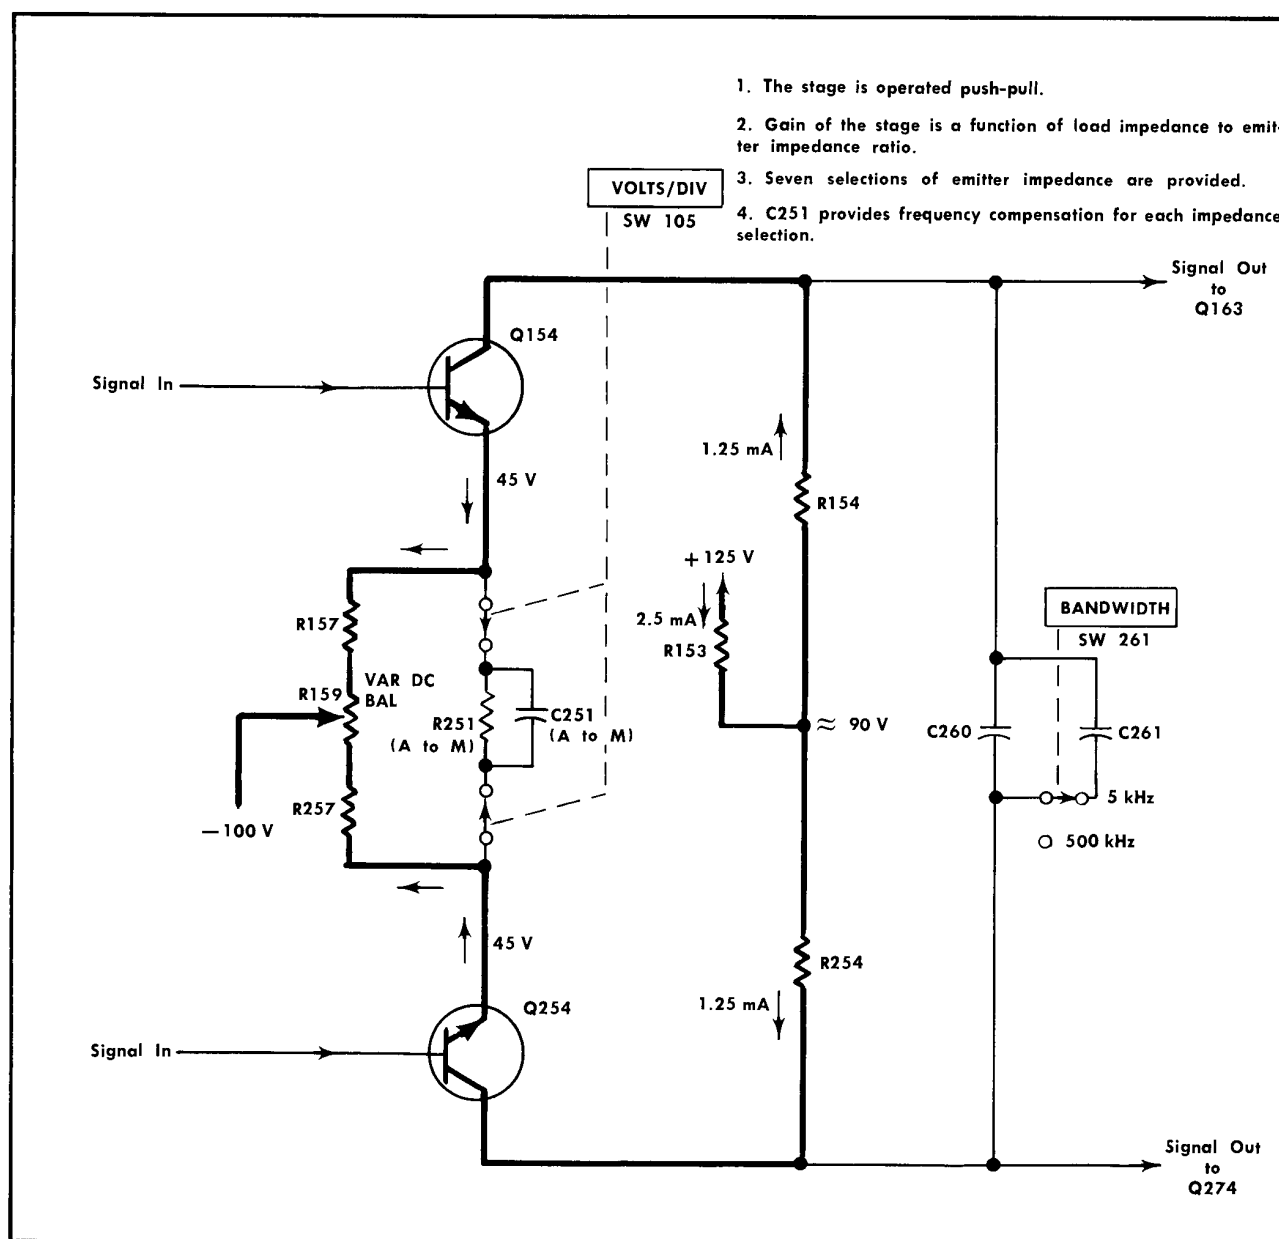 1. The stage is operated push-pull.
2. Gain of the stage is a function of load impedance to emit-
ter impedance ratio.
3. Seven selections of emitter impedance are provided.
4. C251 provides frequency compensation for each impedance
selection.
VOLTS/DIV
SW 105
Signal Out
to
Q163
Q154
Signal In
45 V
1.25 mA
R154
+125 V
2.5 mA
R153
BANDWIDTH
SW 261
R157
VAR DC
BAL
R159
R251
(A to M)
C251
(A to M)
≈ 90 V
C260
C261
5 kHz
500 kHz
R257
−100 V
45 V
R254
1.25 mA
Q254
Signal In
Signal Out
to
Q274